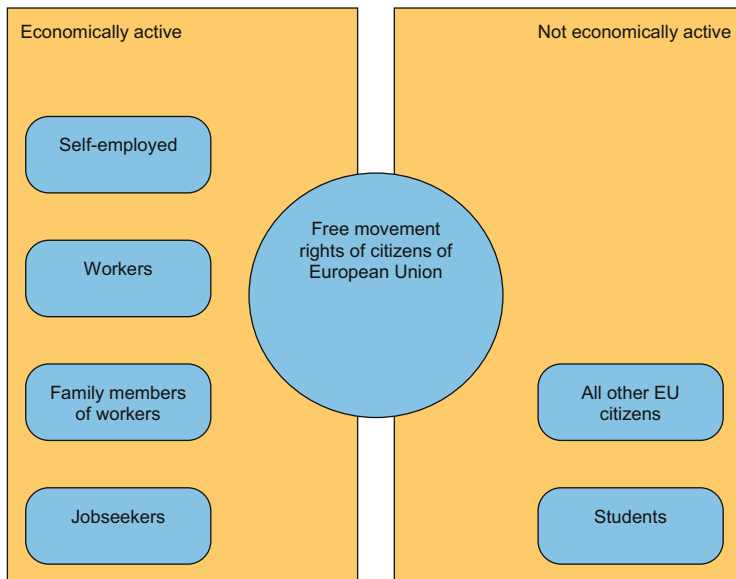 Economically active
Not economically active
Self-employed
Workers
Free movement
rights of citizens of
European Union
Family members
of workers
All other EU
citizens
Jobseekers
Students